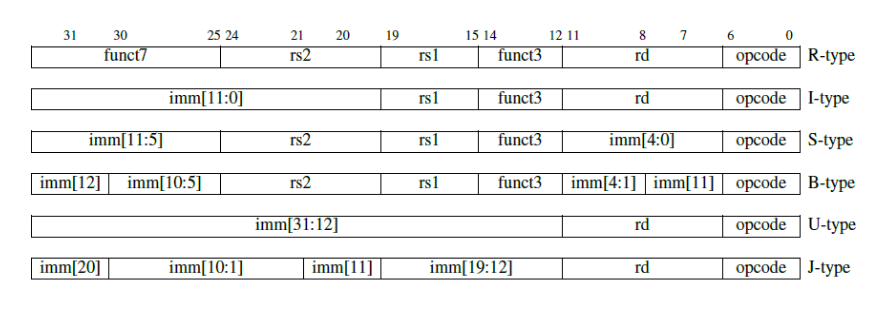 31 30 25 24 21 20 19 15 14 12 11 8 7 6 0
funct7 rs2 rs1 funct3 rd opcode R-type
imm[11:0] rs1 funct3 rd opcode I-type
imm[11:5] rs2 rs1 funct3 imm[4:0] opcode S-type
imm[12] imm[10:5] rs2 rs1 funct3 imm[4:1] imm[11] opcode B-type
imm[31:12] rd opcode U-type
imm[20] imm[10:1] imm[11] imm[19:12] rd opcode J-type